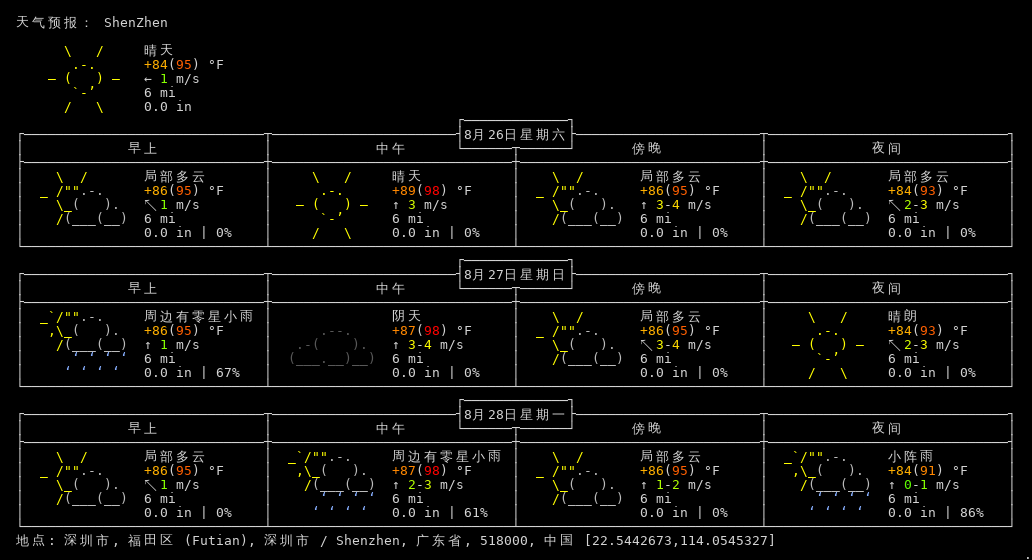 天气预报： ShenZhen
晴天
+84(95) °F
← 1 m/s
6 mi
0.0 in
8月26日星期六
早上 中午 傍晚 夜间
局部多云 晴天 局部多云 局部多云
+86(95) °F +89(98) °F +86(95) °F +84(93) °F
↖ 1 m/s ↑ 3 m/s ↑ 3-4 m/s ↖ 2-3 m/s
6 mi 6 mi 6 mi 6 mi
0.0 in | 0% 0.0 in | 0% 0.0 in | 0% 0.0 in | 0%
8月27日星期日
早上 中午 傍晚 夜间
周边有零星小雨 阴天 局部多云 晴朗
+86(95) °F +87(98) °F +86(95) °F +84(93) °F
↑ 1 m/s ↑ 3-4 m/s ↖ 3-4 m/s ↖ 2-3 m/s
6 mi 6 mi 6 mi 6 mi
0.0 in | 67% 0.0 in | 0% 0.0 in | 0% 0.0 in | 0%
8月28日星期一
早上 中午 傍晚 夜间
局部多云 周边有零星小雨 局部多云 小阵雨
+86(95) °F +87(98) °F +86(95) °F +84(91) °F
↖ 1 m/s ↑ 2-3 m/s ↑ 1-2 m/s ↑ 0-1 m/s
6 mi 6 mi 6 mi 6 mi
0.0 in | 0% 0.0 in | 61% 0.0 in | 0% 0.0 in | 86%
地点: 深圳市, 福田区 (Futian), 深圳市 / Shenzhen, 广东省, 518000, 中国 [22.5442673,114.0545327]